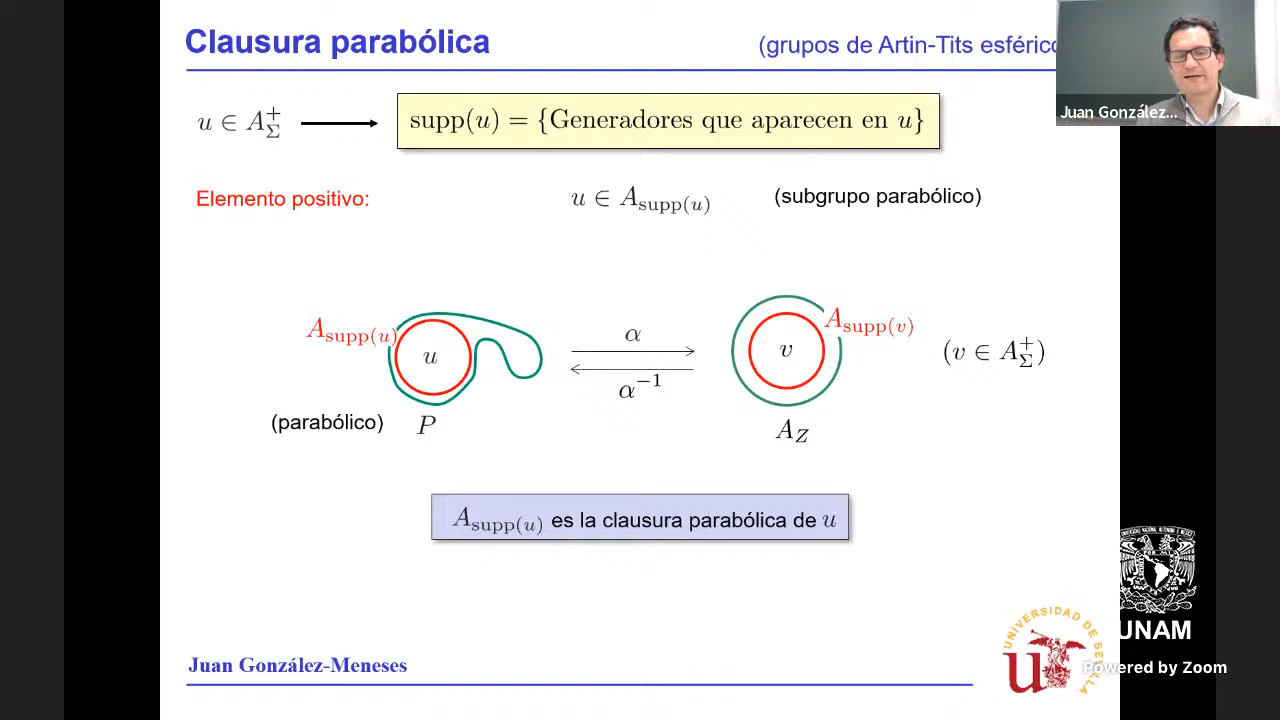 Clausura parabólica
(grupos de Artin-Tits esférico
Juan González...
u ∈ A_Σ^+
supp(u) = {Generadores que aparecen en u}
Elemento positivo:
u ∈ A_supp(u)
(subgrupo parabólico)
A_supp(u)
u
α
α^−1
v
A_supp(v)
(v ∈ A_Σ^+)
(parabólico)
P
A_Z
A_supp(u) es la clausura parabólica de u
Juan González-Meneses
UNIVERSIDAD DE SEVILLA
UNAM
Powered by Zoom